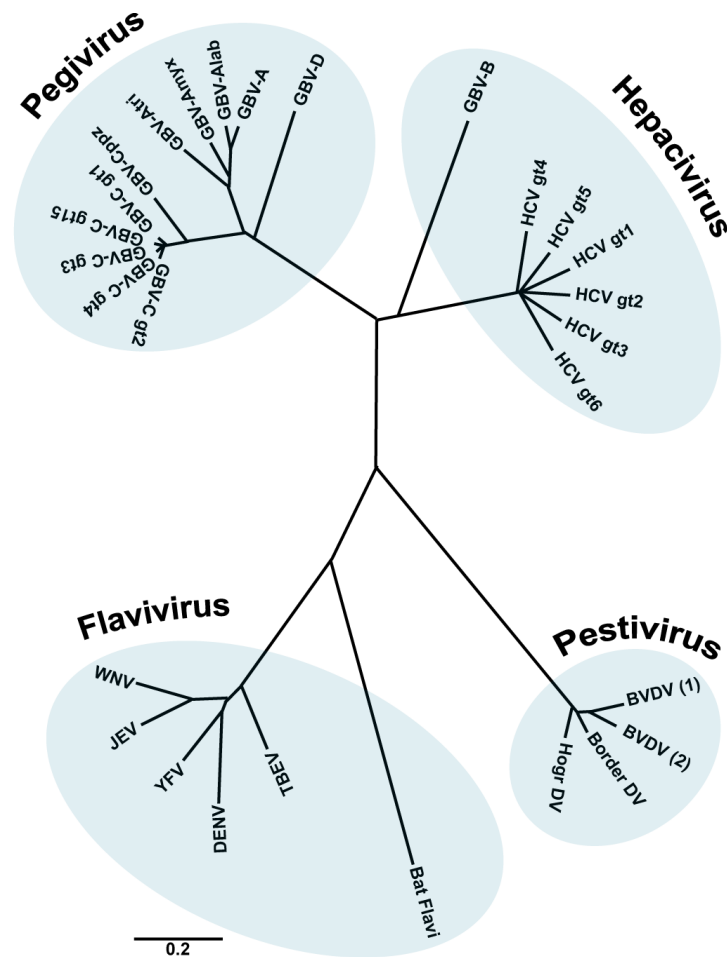 Pegivirus
GBV-Cppz
GBV-Atri
GBV-Amyx
GBV-Alab
GBV-A
GBV-D
GBV-C gt1
GBV-C gt15
GBV-C gt3
GBV-C gt4
GBV-C gt2
Hepacivirus
GBV-B
HCV gt4
HCV gt5
HCV gt1
HCV gt2
HCV gt3
HCV gt6
Flavivirus
WNV
JEV
YFV
DENV
TBEV
Bat Flavi
Pestivirus
BVDV (1)
BVDV (2)
Border DV
Hogr DV
0.2